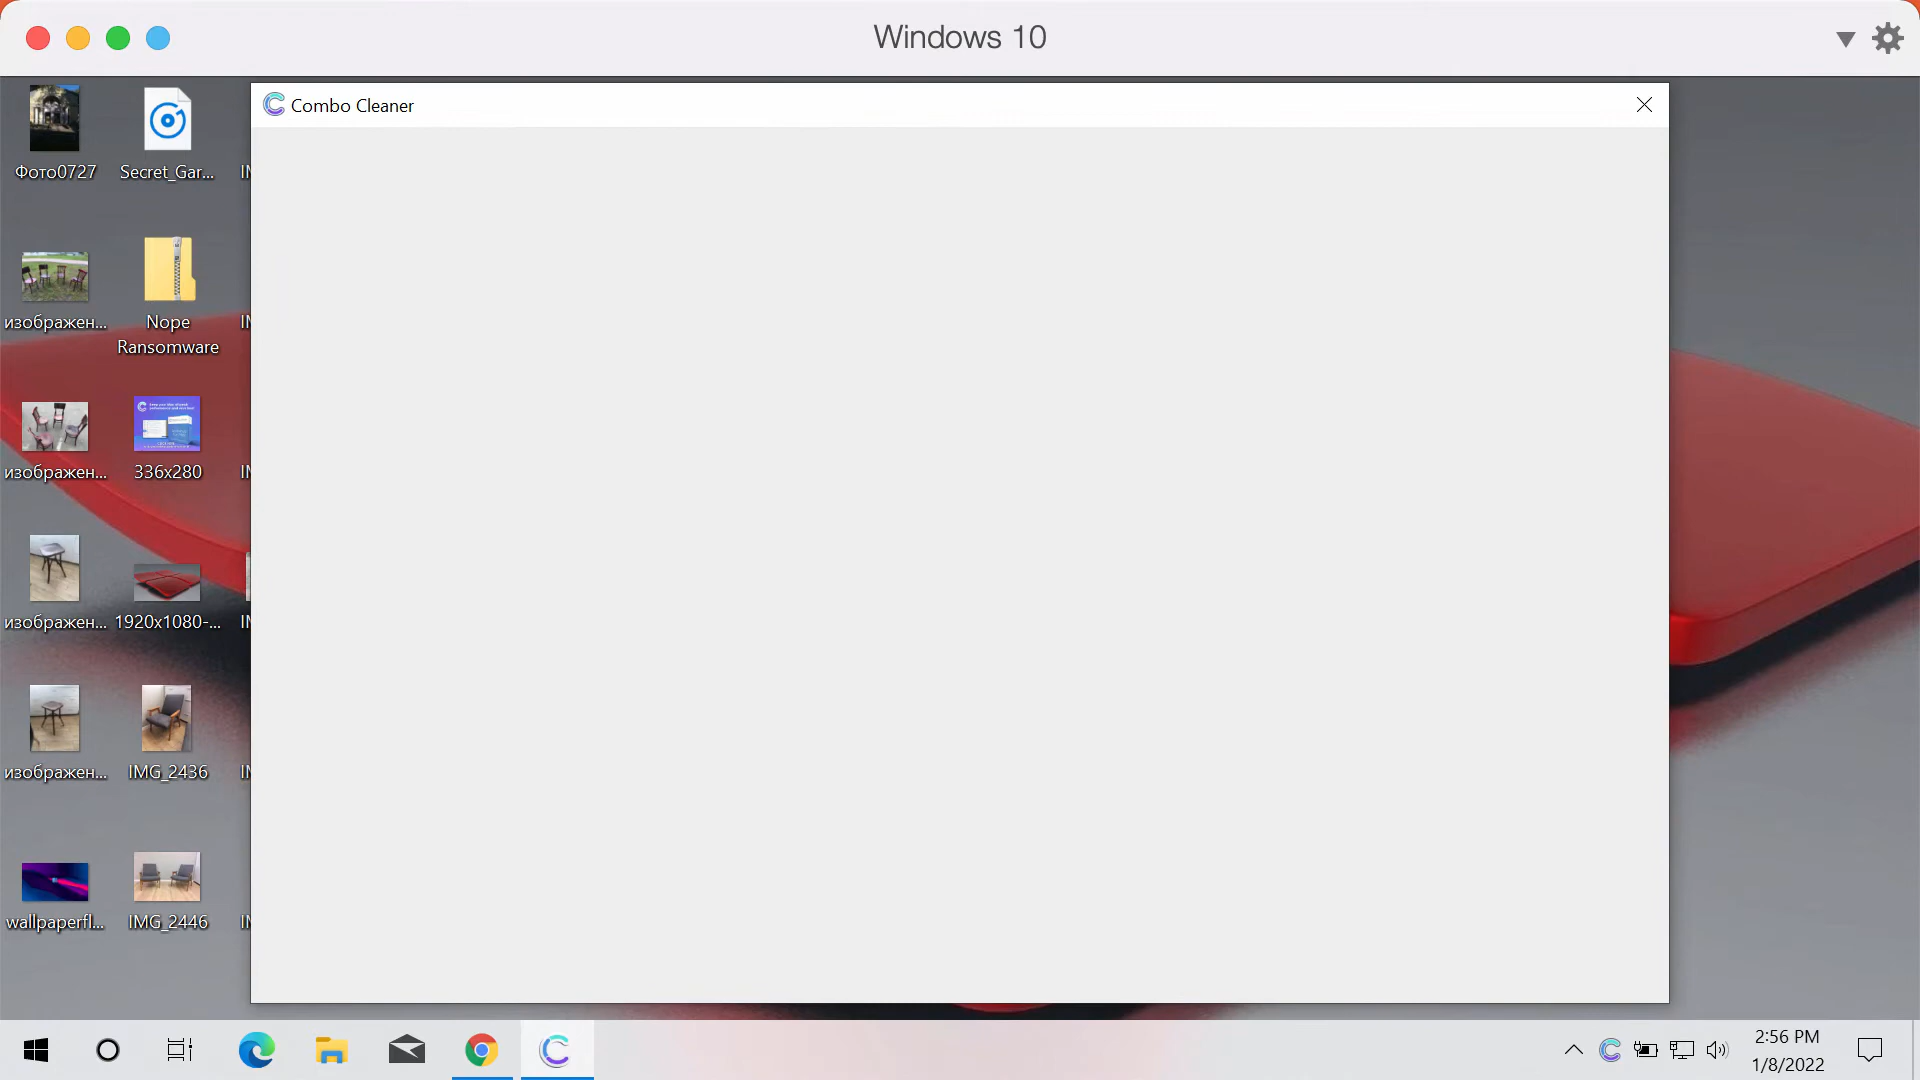 Windows 10
Combo Cleaner
Фото0727
Secret_Gar...
изображен...
Nope
Ransomware
изображен...
336x280
изображен...
1920x1080-...
изображен...
IMG_2436
wallpaperfl...
IMG_2446
2:56 PM
1/8/2022